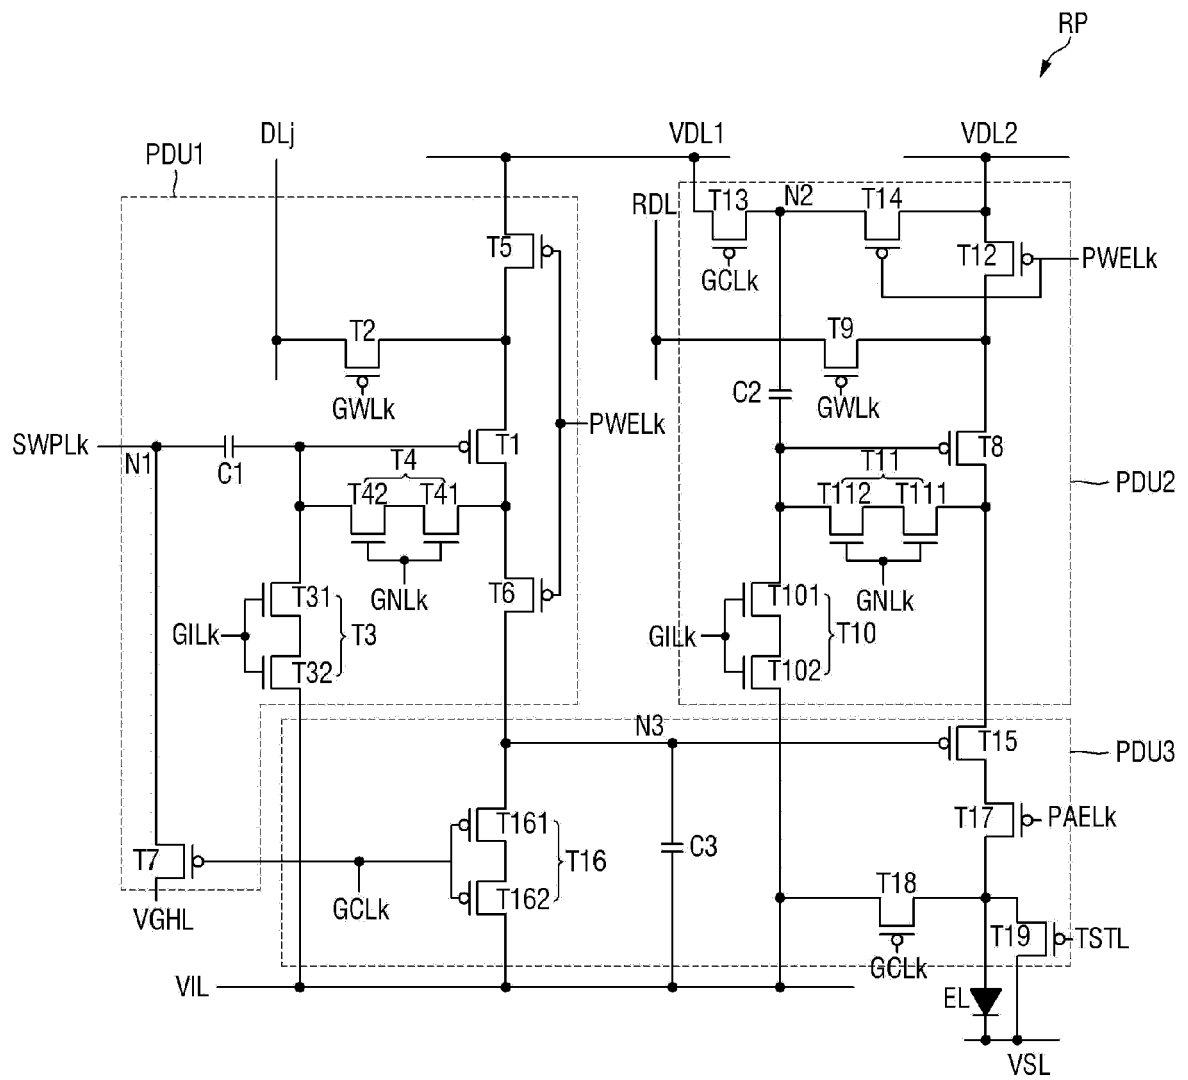 RP
DLj
VDL1
VDL2
PDU1
RDL
T13
N2
T14
T5
T12
PWELk
GCLk
T2
T9
GWLk
C2
GWLk
SWPLk
N1
C1
T1
PWELk
T8
T4
T42
T41
T11
T112
T111
PDU2
GNLk
T6
GNLk
T31
T101
GILk
T3
GILk
T10
T32
T102
N3
T15
PDU3
T161
T17
PAELk
T7
T16
C3
T162
T18
VGHL
GCLk
T19
TSTL
GCLk
VIL
EL
VSL